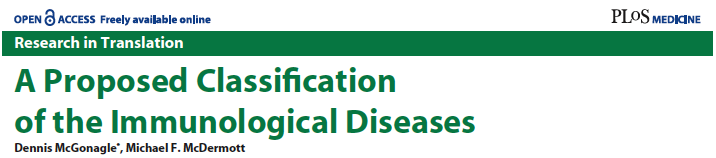 OPEN ACCESS Freely available online PLoS MEDICINE
Research in Translation
A Proposed Classification
of the Immunological Diseases
Dennis McGonagle*, Michael F. McDermott